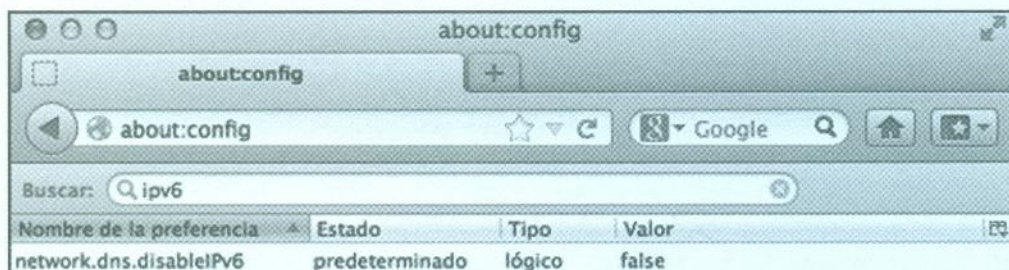 about:config
about:config
about:config Google
Buscar: ipv6
Nombre de la preferencia Estado Tipo Valor
network.dns.disableIPv6 predeterminado lógico false